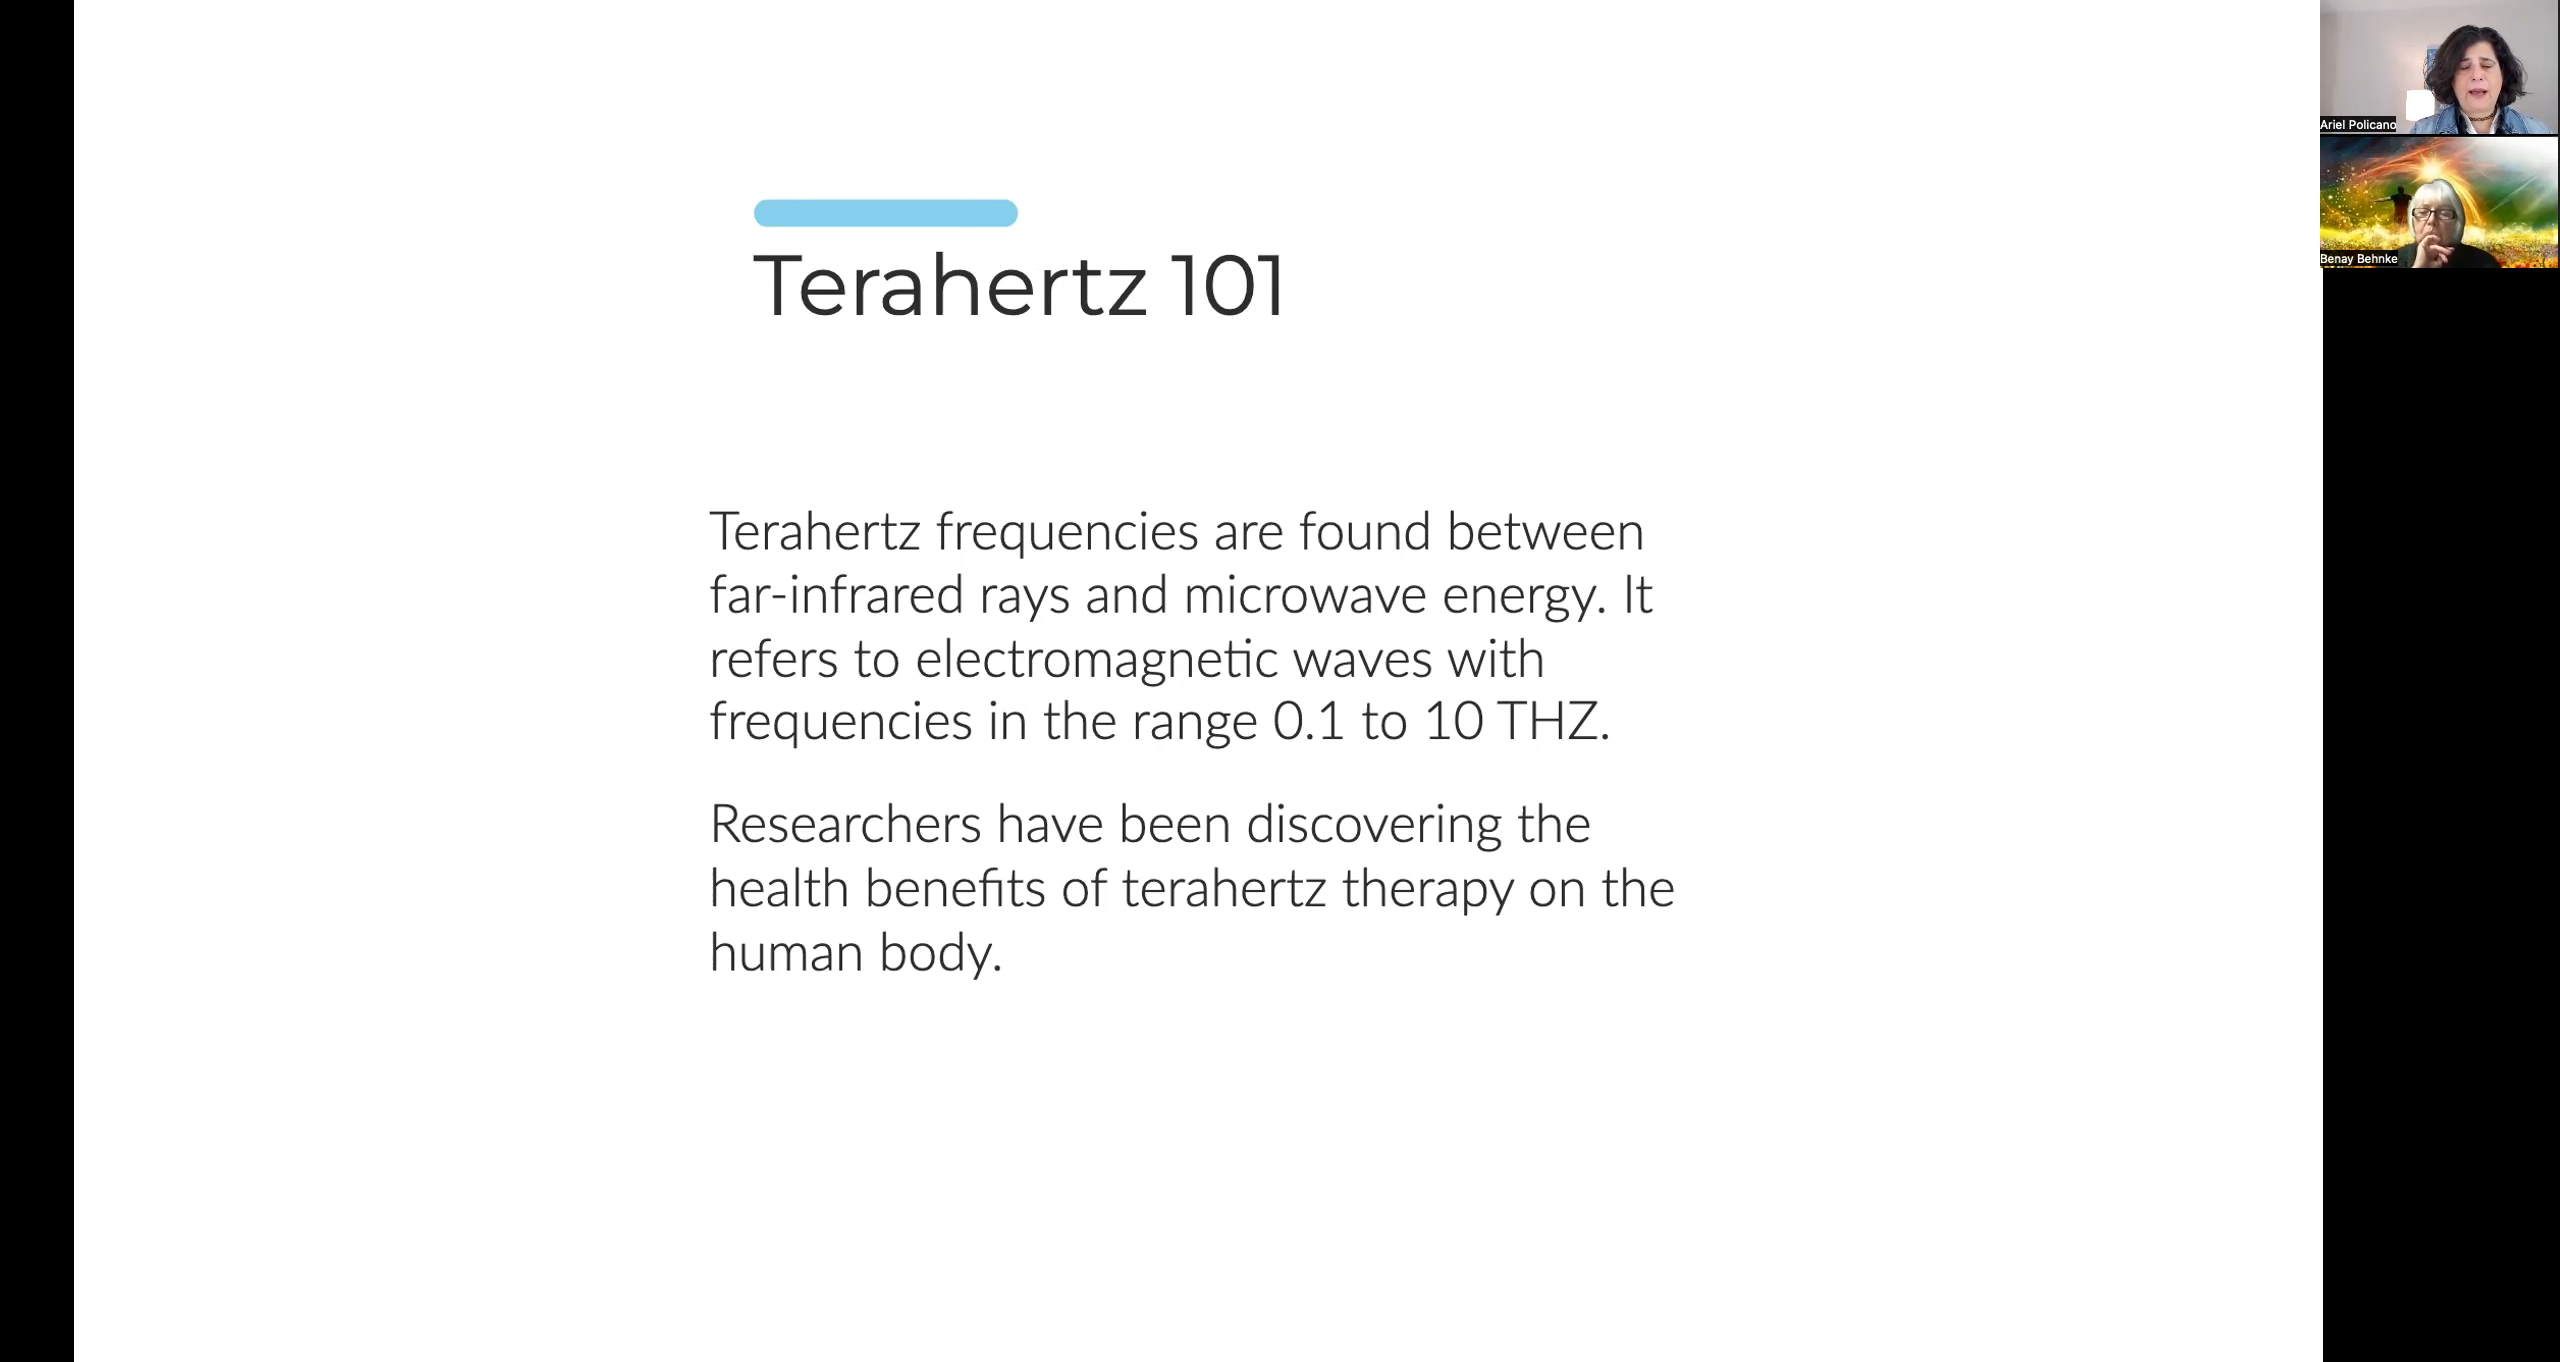 Terahertz 101
Terahertz frequencies are found between
far-infrared rays and microwave energy. It
refers to electromagnetic waves with
frequencies in the range 0.1 to 10 THZ.
Researchers have been discovering the
health benefits of terahertz therapy on the
human body.
Ariel Policano
Benay Behnke